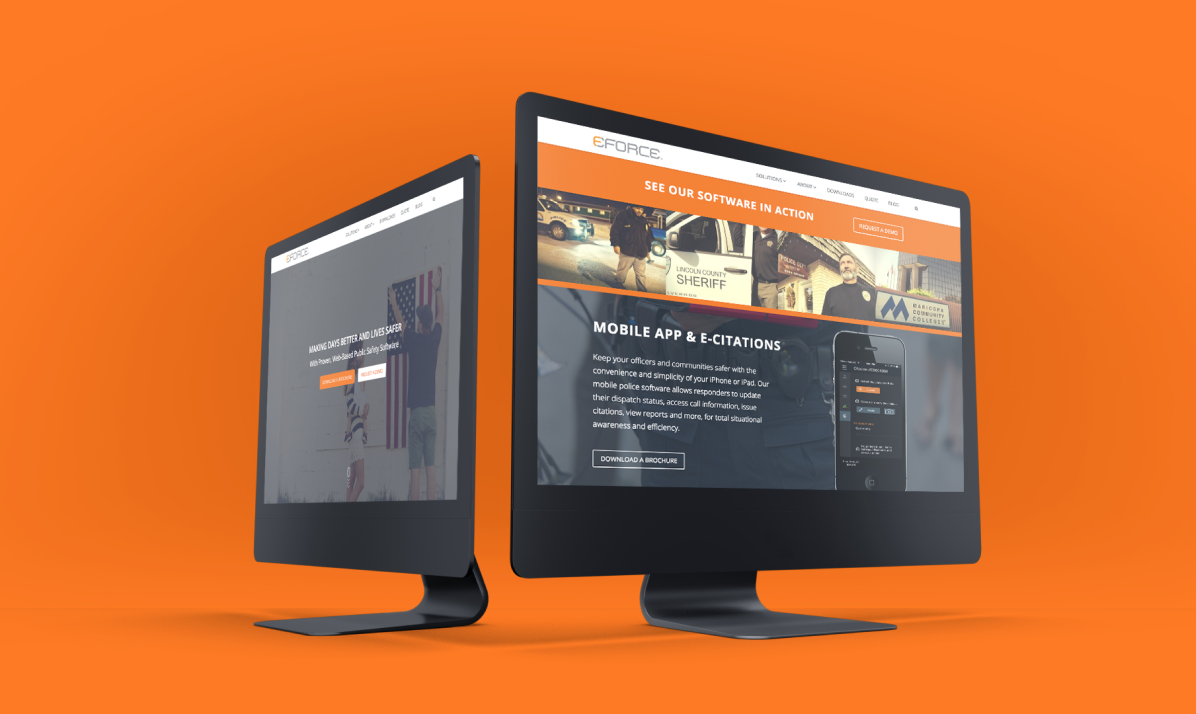 EFORCE
SOLUTIONS ABOUT DOWNLOADS QUOTE BLOG
MAKING DAYS BETTER AND LIVES SAFER
With Proven, Web-Based Public Safety Software
DOWNLOAD A BROCHURE REQUEST A DEMO
EFORCE
SOLUTIONS ABOUT DOWNLOADS QUOTE BLOG
SEE OUR SOFTWARE IN ACTION
REQUEST A DEMO
LINCOLN COUNTY
SHERIFF
MARICOPA
COMMUNITY
COLLEGES
MOBILE APP & E-CITATIONS
Keep your officers and communities safer with the
convenience and simplicity of your iPhone or iPad. Our
mobile police software allows responders to update
their dispatch status, access call information, issue
citations, view reports and more, for total situational
awareness and efficiency.
DOWNLOAD A BROCHURE